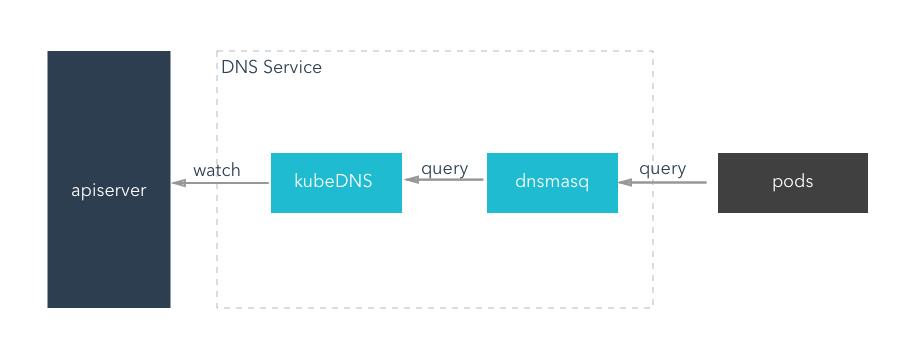 DNS Service
apiserver
watch
kubeDNS
query
dnsmasq
query
pods